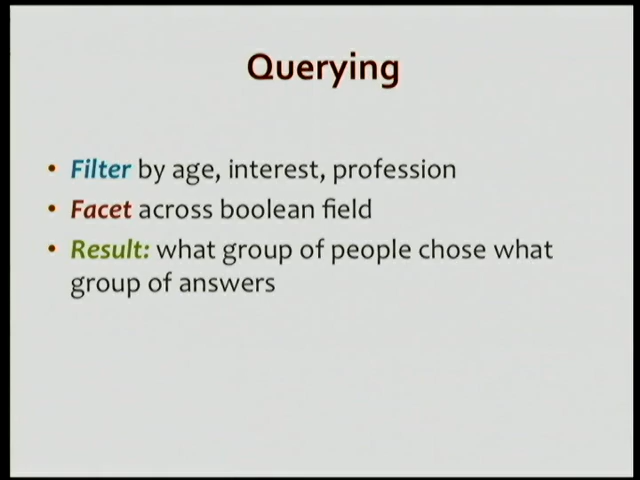 Querying
• Filter by age, interest, profession
• Facet across boolean field
• Result: what group of people chose what
group of answers